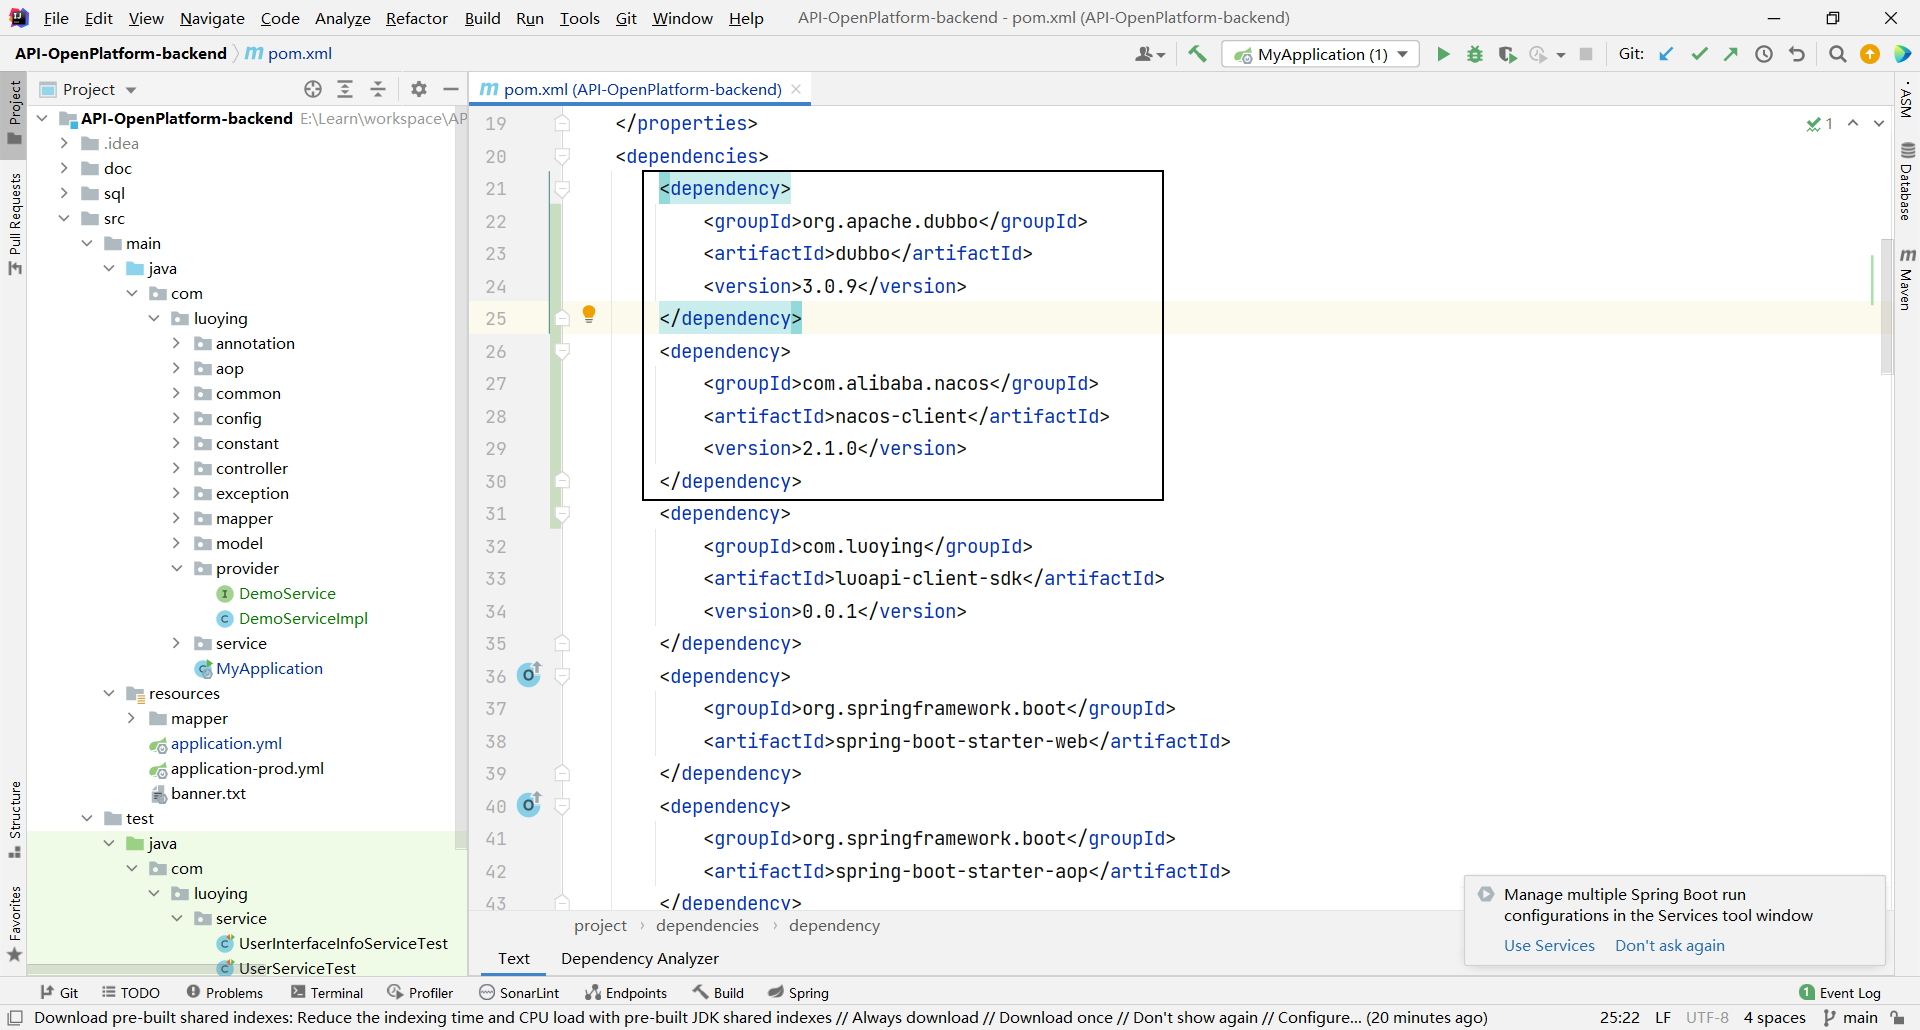 File Edit View Navigate Code Analyze Refactor Build Run Tools Git Window Help API-OpenPlatform-backend - pom.xml (API-OpenPlatform-backend)
API-OpenPlatform-backend pom.xml MyApplication (1) Git:
Project
Pull Requests
Structure
Favorites
Project
API-OpenPlatform-backend E:\Learn\workspace\AP
.idea
doc
sql
src
main
java
com
luoying
annotation
aop
common
config
constant
controller
exception
mapper
model
provider
DemoService
DemoServiceImpl
service
MyApplication
resources
mapper
application.yml
application-prod.yml
banner.txt
test
java
com
luoying
service
UserInterfaceInfoServiceTest
UserServiceTest
pom.xml (API-OpenPlatform-backend)
19 </properties>
20 <dependencies>
21 <dependency>
22 <groupId>org.apache.dubbo</groupId>
23 <artifactId>dubbo</artifactId>
24 <version>3.0.9</version>
25 </dependency>
26 <dependency>
27 <groupId>com.alibaba.nacos</groupId>
28 <artifactId>nacos-client</artifactId>
29 <version>2.1.0</version>
30 </dependency>
31 <dependency>
32 <groupId>com.luoying</groupId>
33 <artifactId>luoapi-client-sdk</artifactId>
34 <version>0.0.1</version>
35 </dependency>
36 <dependency>
37 <groupId>org.springframework.boot</groupId>
38 <artifactId>spring-boot-starter-web</artifactId>
39 </dependency>
40 <dependency>
41 <groupId>org.springframework.boot</groupId>
42 <artifactId>spring-boot-starter-aop</artifactId>
43 </dependency>
1
ASM
Database
Maven
project › dependencies › dependency
Text Dependency Analyzer
Manage multiple Spring Boot run
configurations in the Services tool window
Use Services Don't ask again
Git TODO Problems Terminal Profiler SonarLint Endpoints Build Spring 1 Event Log
Download pre-built shared indexes: Reduce the indexing time and CPU load with pre-built JDK shared indexes // Always download // Download once // Don't show again // Configure... (20 minutes ago) 25:22 LF UTF-8 4 spaces main